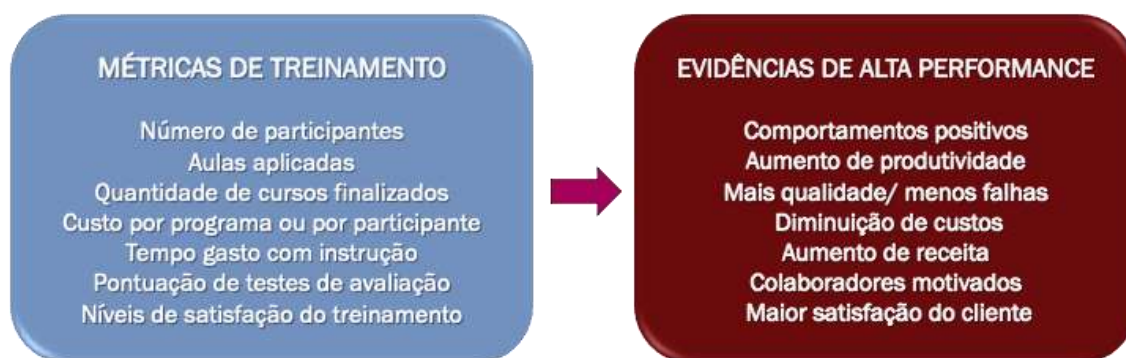 MÉTRICAS DE TREINAMENTO
Número de participantes
Aulas aplicadas
Quantidade de cursos finalizados
Custo por programa ou por participante
Tempo gasto com instrução
Pontuação de testes de avaliação
Níveis de satisfação do treinamento
EVIDÊNCIAS DE ALTA PERFORMANCE
Comportamentos positivos
Aumento de produtividade
Mais qualidade/ menos falhas
Diminuição de custos
Aumento de receita
Colaboradores motivados
Maior satisfação do cliente